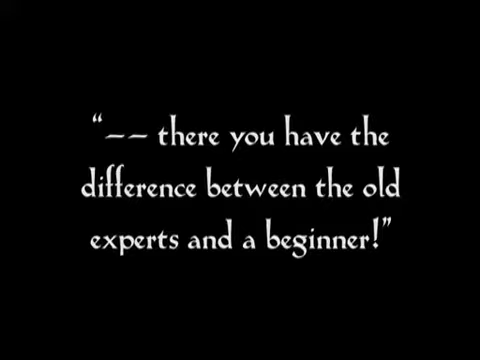 “—— there you have the
difference between the old
experts and a beginner!”